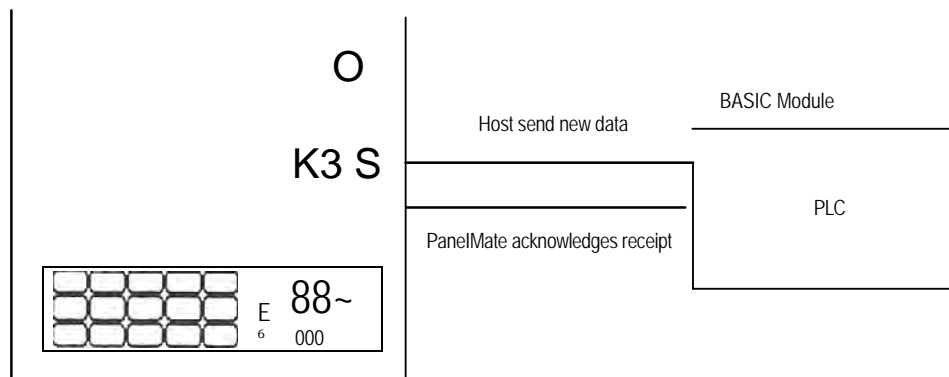 O
BASIC Module
Host send new data
K3 S
PLC
PanelMate acknowledges receipt
88~
E
6
000